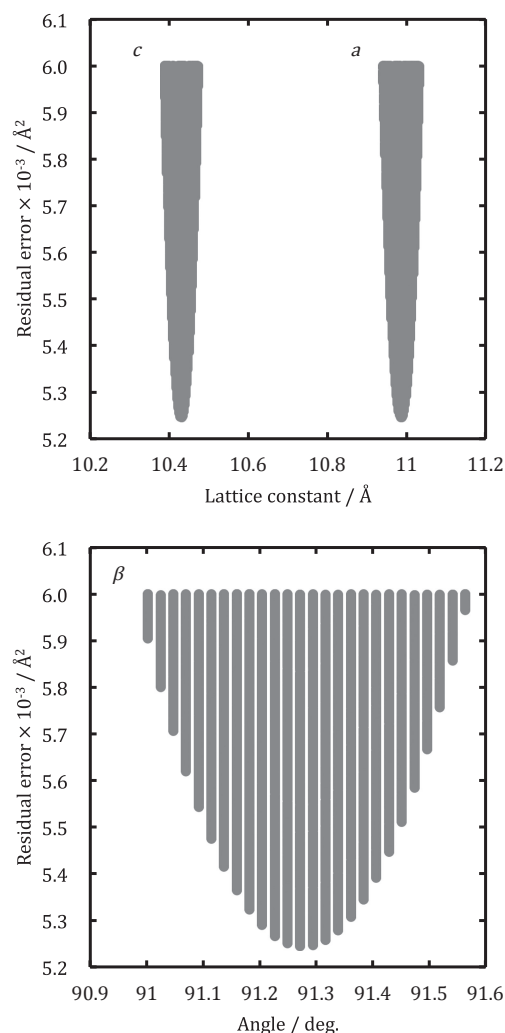 6.1
c
a
6.0
5.9
5.8
5.7
5.6
5.5
5.4
5.3
5.2
Residual error × 10⁻³ / Å²
10.2 10.4 10.6 10.8 11 11.2
Lattice constant / Å
6.1
β
6.0
5.9
5.8
5.7
5.6
5.5
5.4
5.3
5.2
Residual error × 10⁻³ / Å²
90.9 91 91.1 91.2 91.3 91.4 91.5 91.6
Angle / deg.